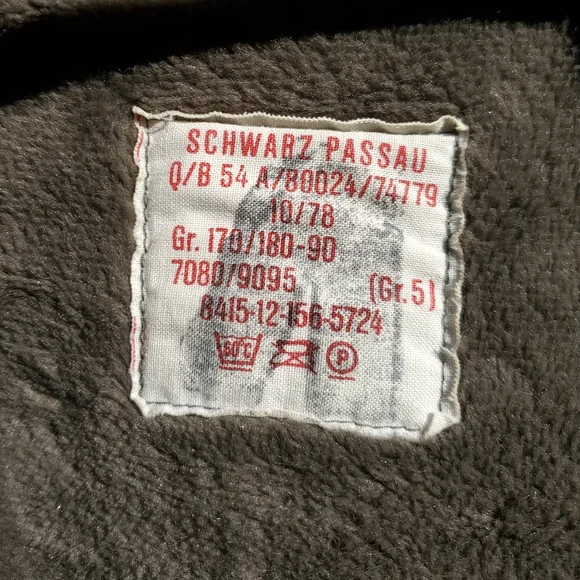 SCHWARZ PASSAU
Q/B 54 A/80024/74779
10/78
Gr. 170/180-90
7080/9095 (Gr. 5)
8415-12-156-5724
60°C P